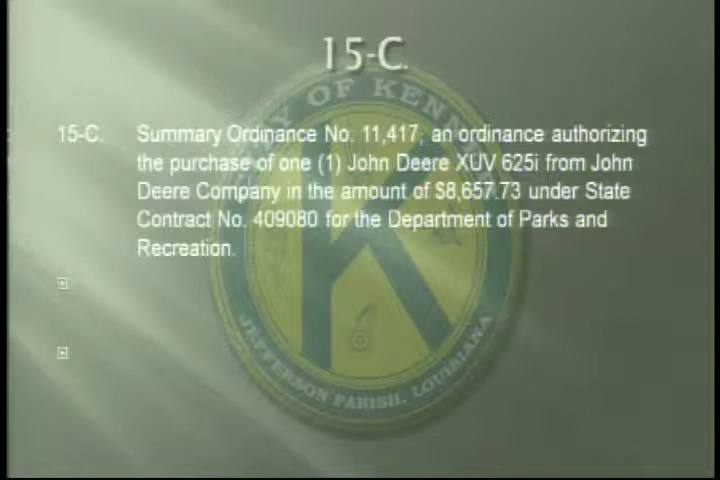 15-C.
15-C. Summary Ordinance No. 11,417, an ordinance authorizing
the purchase of one (1) John Deere XUV 625i from John
Deere Company in the amount of $8,657.73 under State
Contract No. 409080 for the Department of Parks and
Recreation.
OF KENNE
JEFFERSON PARISH, LOUISIANA
K